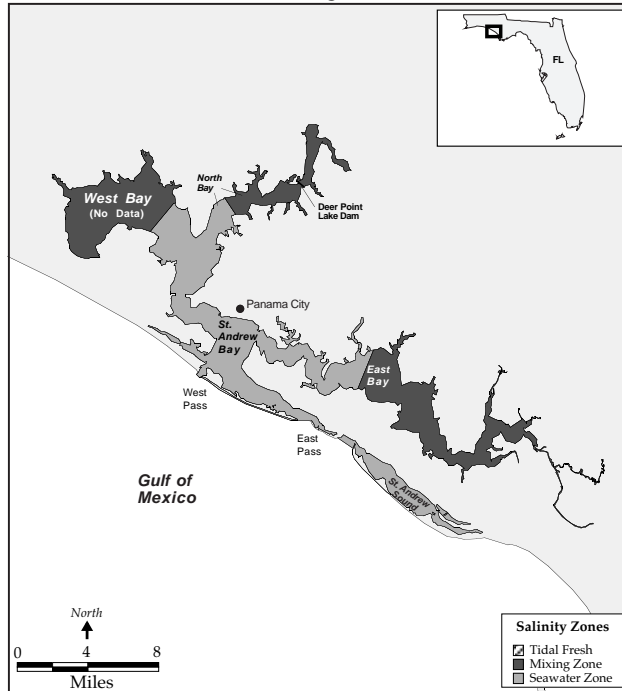 FL
North
Bay
West Bay
(No Data)
Deer Point
Lake Dam
Panama City
St.
Andrew
Bay
East
Bay
West
Pass
East
Pass
Gulf of
Mexico
St. Andrew
Sound
North
0 4 8
Miles
Salinity Zones
Tidal Fresh
Mixing Zone
Seawater Zone